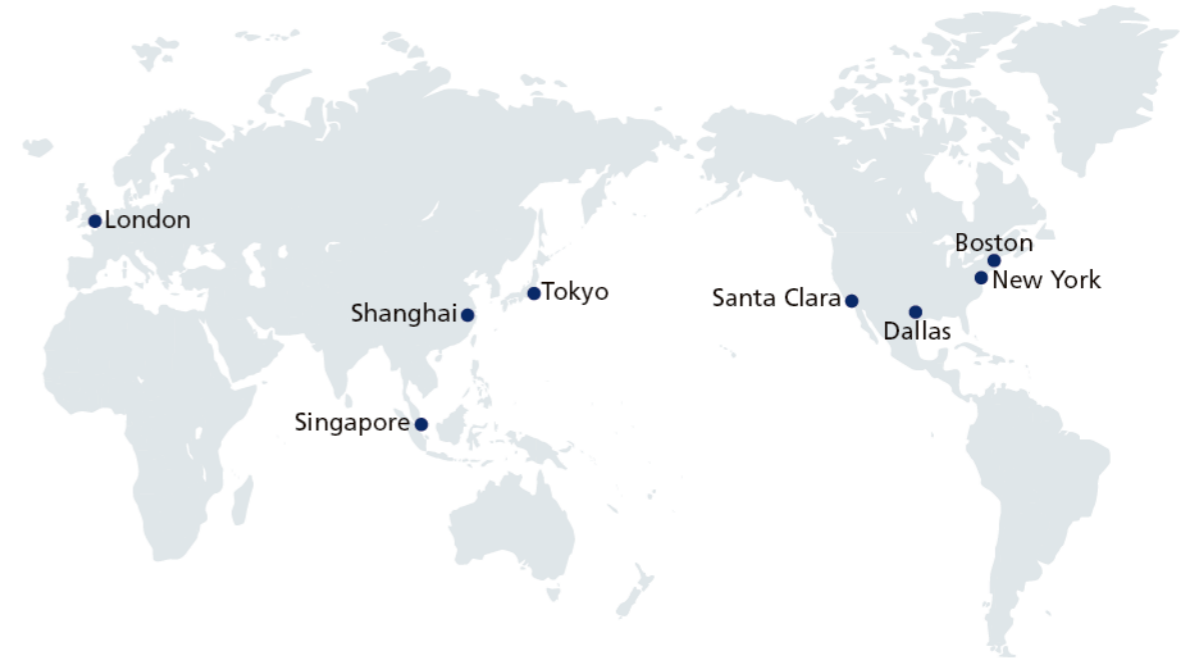 London
Boston
New York
Tokyo
Santa Clara
Shanghai
Dallas
Singapore